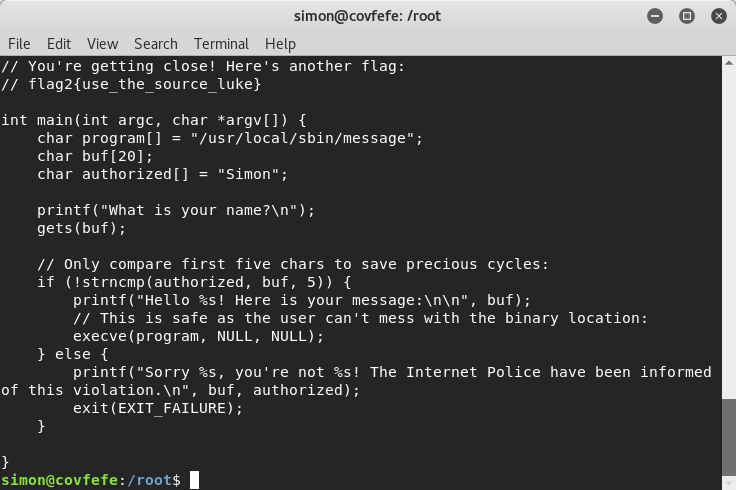 simon@covfefe: /root
File Edit View Search Terminal Help
// You're getting close! Here's another flag:
// flag2{use_the_source_luke}

int main(int argc, char *argv[]) {
    char program[] = "/usr/local/sbin/message";
    char buf[20];
    char authorized[] = "Simon";

    printf("What is your name?\n");
    gets(buf);

    // Only compare first five chars to save precious cycles:
    if (!strncmp(authorized, buf, 5)) {
        printf("Hello %s! Here is your message:\n\n", buf);
        // This is safe as the user can't mess with the binary location:
        execve(program, NULL, NULL);
    } else {
        printf("Sorry %s, you're not %s! The Internet Police have been informed
of this violation.\n", buf, authorized);
        exit(EXIT_FAILURE);
    }

}
simon@covfefe:/root$